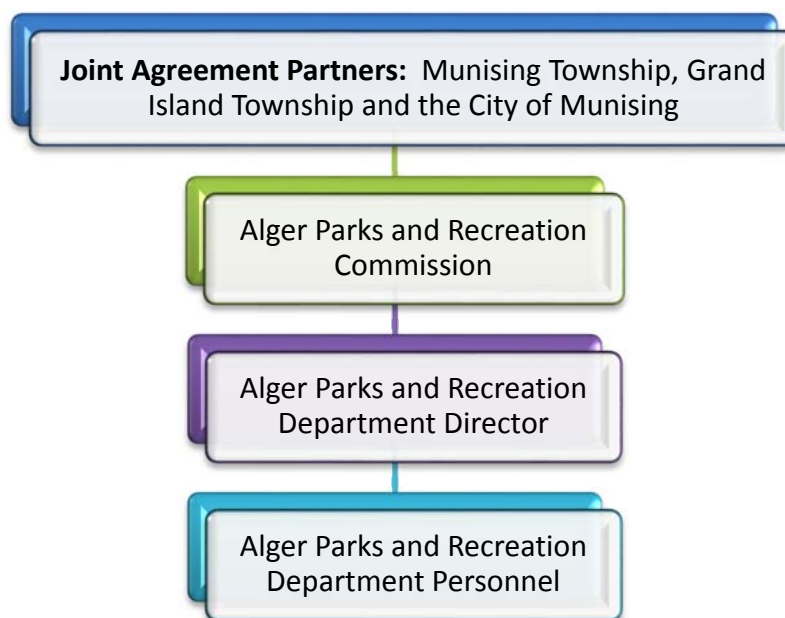 Joint Agreement Partners: Munising Township, Grand
Island Township and the City of Munising
Alger Parks and Recreation
Commission
Alger Parks and Recreation
Department Director
Alger Parks and Recreation
Department Personnel